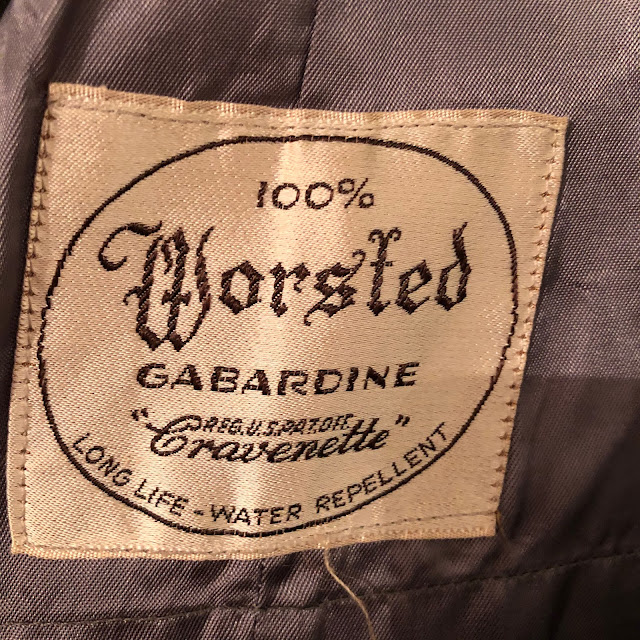 100%
Worsted
GABARDINE
REG.U.S.PAT.OFF.
"Cravenette"
LONG LIFE - WATER REPELLENT